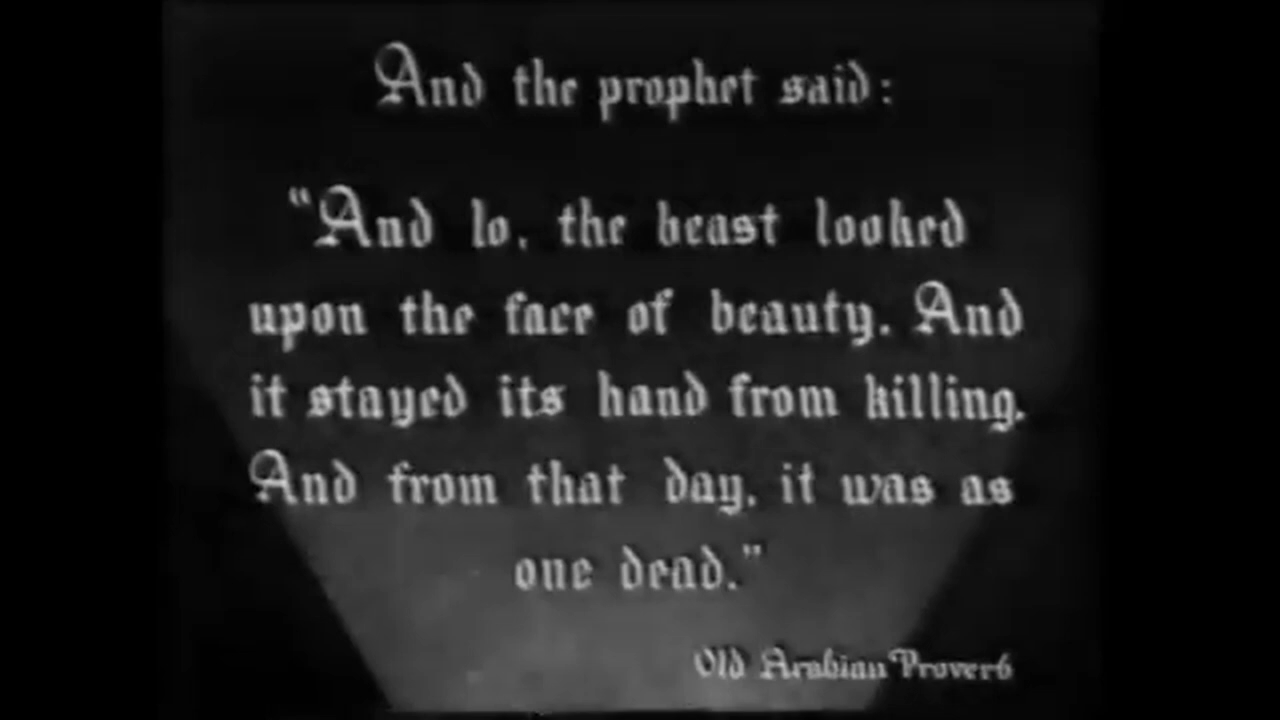 And the prophet said:
"And lo, the beast looked
upon the face of beauty. And
it stayed its hand from killing.
And from that day, it was as
one dead."
Old Arabian Proverb